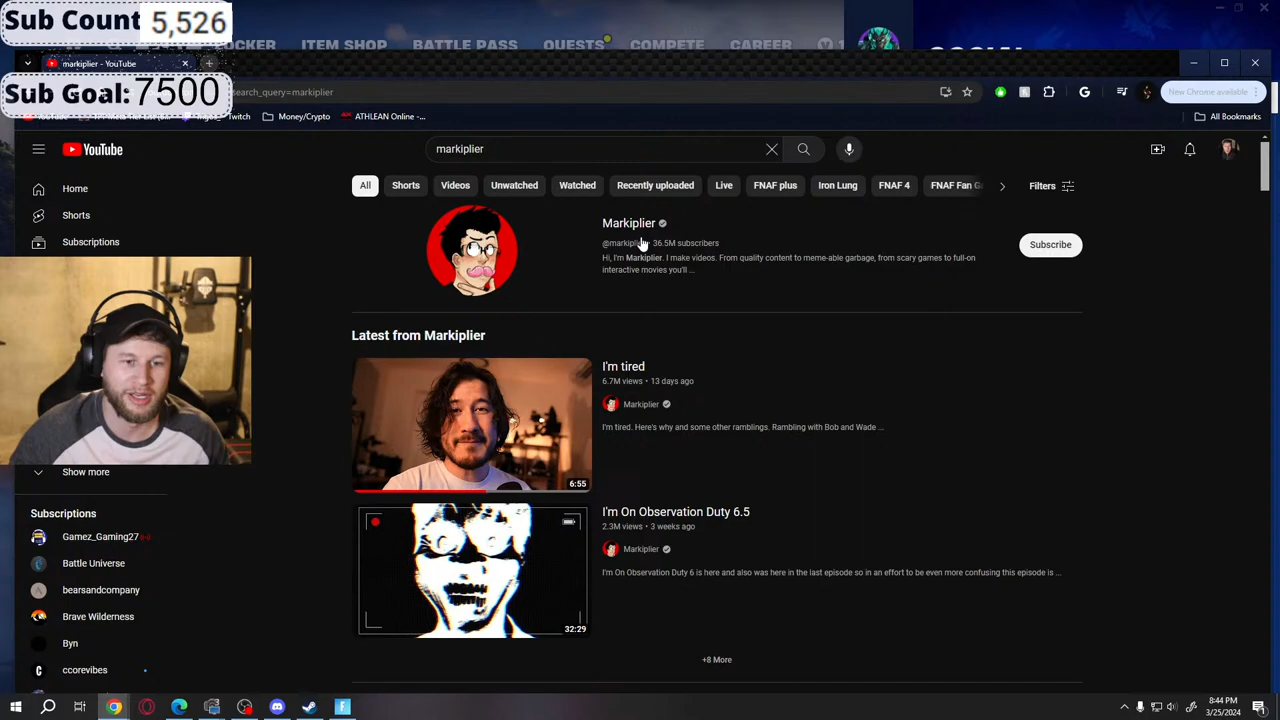 Sub Count
5,526
LOCKER
ITEM SHOP
BATTLE PASS
COMPETE
SOCIAL
markiplier - YouTube
Sub Goal: 7500
search_query=markiplier
New Chrome available
Twitch
Money/Crypto
ATHLEAN Online -...
All Bookmarks
YouTube
markiplier
Home
Shorts
Subscriptions
All
Shorts
Videos
Unwatched
Watched
Recently uploaded
Live
FNAF plus
Iron Lung
FNAF 4
FNAF Fan Ga
Filters
Markiplier
@markiplier
36.5M subscribers
Hi, I'm Markiplier. I make videos. From quality content to meme-able garbage, from scary games to full-on
interactive movies you'll ...
Subscribe
Latest from Markiplier
I'm tired
6.7M views • 13 days ago
Markiplier
I'm tired. Here's why and some other ramblings. Rambling with Bob and Wade ...
6:55
I'm On Observation Duty 6.5
2.3M views • 3 weeks ago
Markiplier
I'm On Observation Duty 6 is here and also was here in the last episode so in an effort to be even more confusing this episode is ...
32:29
+8 More
Show more
Subscriptions
Gamez_Gaming27
Battle Universe
bearsandcompany
Brave Wilderness
Byn
ccorevibes
8:44 PM
3/25/2024